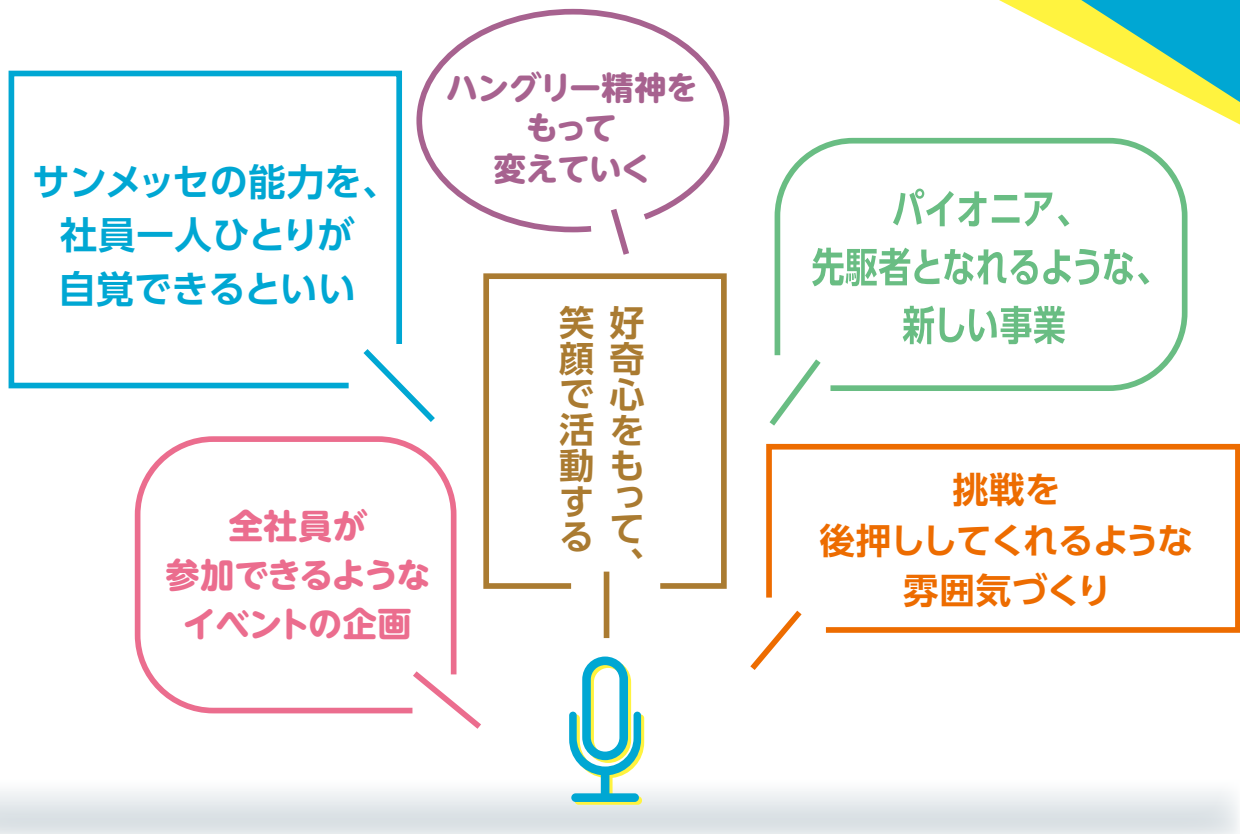 ハングリー精神を
もって
変えていく
サンメッセの能力を、
社員一人ひとりが
自覚できるといい
パイオニア、
先駆者となれるような、
新しい事業
好奇心をもって、
笑顔で活動する
全社員が
参加できるような
イベントの企画
挑戦を
後押ししてくれるような
雰囲気づくり